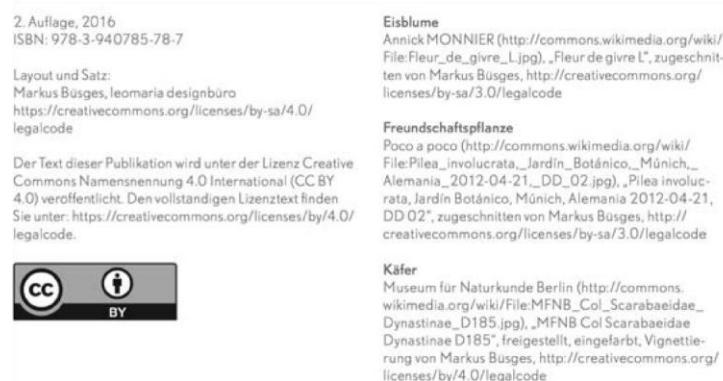 2. Auflage, 2016
ISBN: 978-3-940785-78-7
Layout und Satz:
Markus Büsges, leomaria designbüro
https://creativecommons.org/licenses/by-sa/4.0/
legalcode
Der Text dieser Publikation wird unter der Lizenz Creative
Commons Namensnennung 4.0 International (CC BY
4.0) veröffentlicht. Den vollständigen Lizenztext finden
Sie unter: https://creativecommons.org/licenses/by/4.0/
legalcode.
cc
BY
Eisblume
Annick MONNIER (http://commons.wikimedia.org/wiki/
File:Fleur_de_givre_L.jpg), „Fleur de givre L“, zugeschnit-
ten von Markus Büsges, http://creativecommons.org/
licenses/by-sa/3.0/legalcode
Freundschaftspflanze
Poco a poco (http://commons.wikimedia.org/wiki/
File:Pilea_involucrata,_Jardín_Botánico,_Múnich,_
Alemania_2012-04-21,_DD_02.jpg), „Pilea involuc-
rata, Jardín Botánico, Múnich, Alemania 2012-04-21,
DD 02“, zugeschnitten von Markus Büsges, http://
creativecommons.org/licenses/by-sa/3.0/legalcode
Käfer
Museum für Naturkunde Berlin (http://commons.
wikimedia.org/wiki/File:MFNB_Col_Scarabaeidae_
Dynastinae_D185.jpg), „MFNB Col Scarabaeidae
Dynastinae D185“, freigestellt, eingefärbt, Vignettie-
rung von Markus Büsges, http://creativecommons.org/
licenses/by/4.0/legalcode